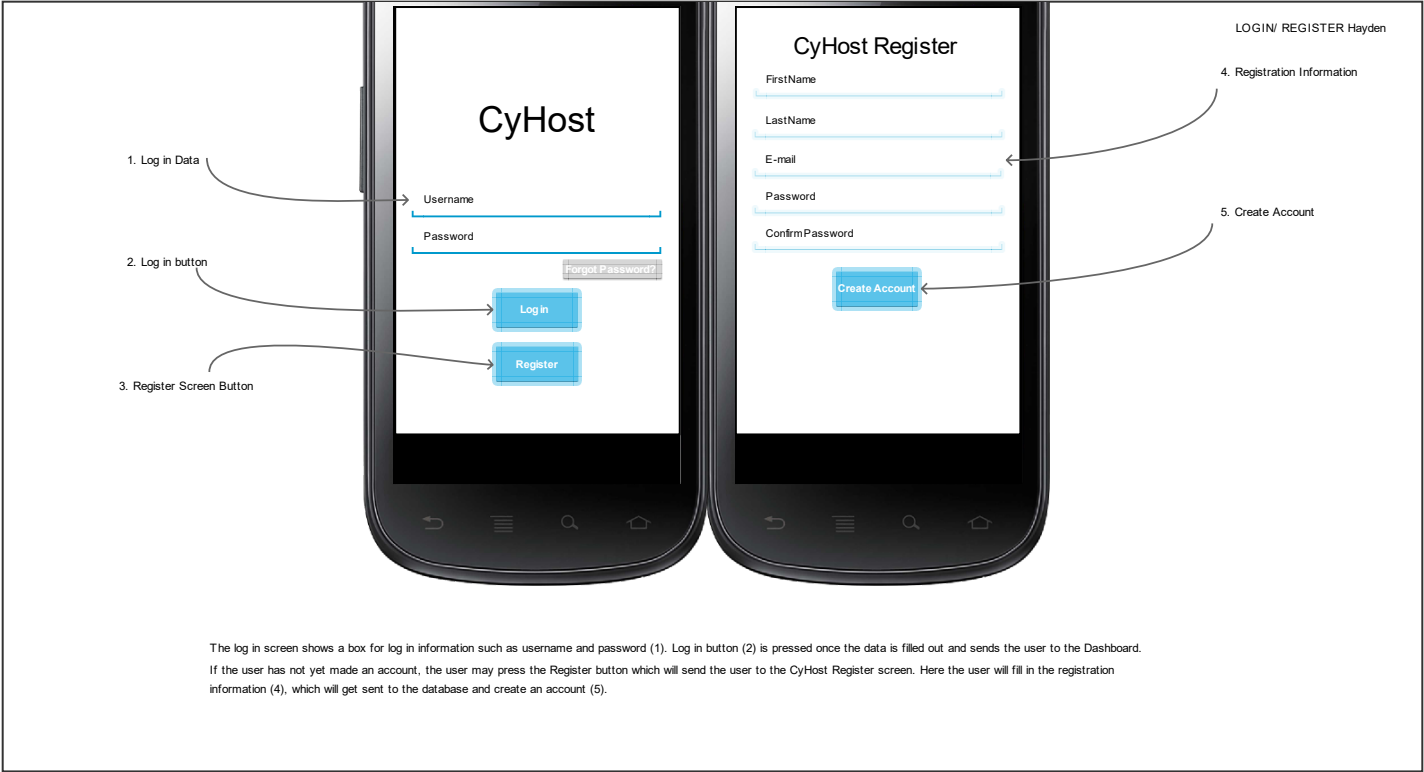 LOGIN/ REGISTER Hayden
CyHost
1. Log in Data
Username
Password
2. Log in button
Forgot Password?
Log in
Register
3. Register Screen Button
CyHost Register
FirstName
LastName
E-mail
Password
Confirm Password
Create Account
4. Registration Information
5. Create Account
The log in screen shows a box for log in information such as username and password (1). Log in button (2) is pressed once the data is filled out and sends the user to the Dashboard.
If the user has not yet made an account, the user may press the Register button which will send the user to the CyHost Register screen. Here the user will fill in the registration
information (4), which will get sent to the database and create an account (5).